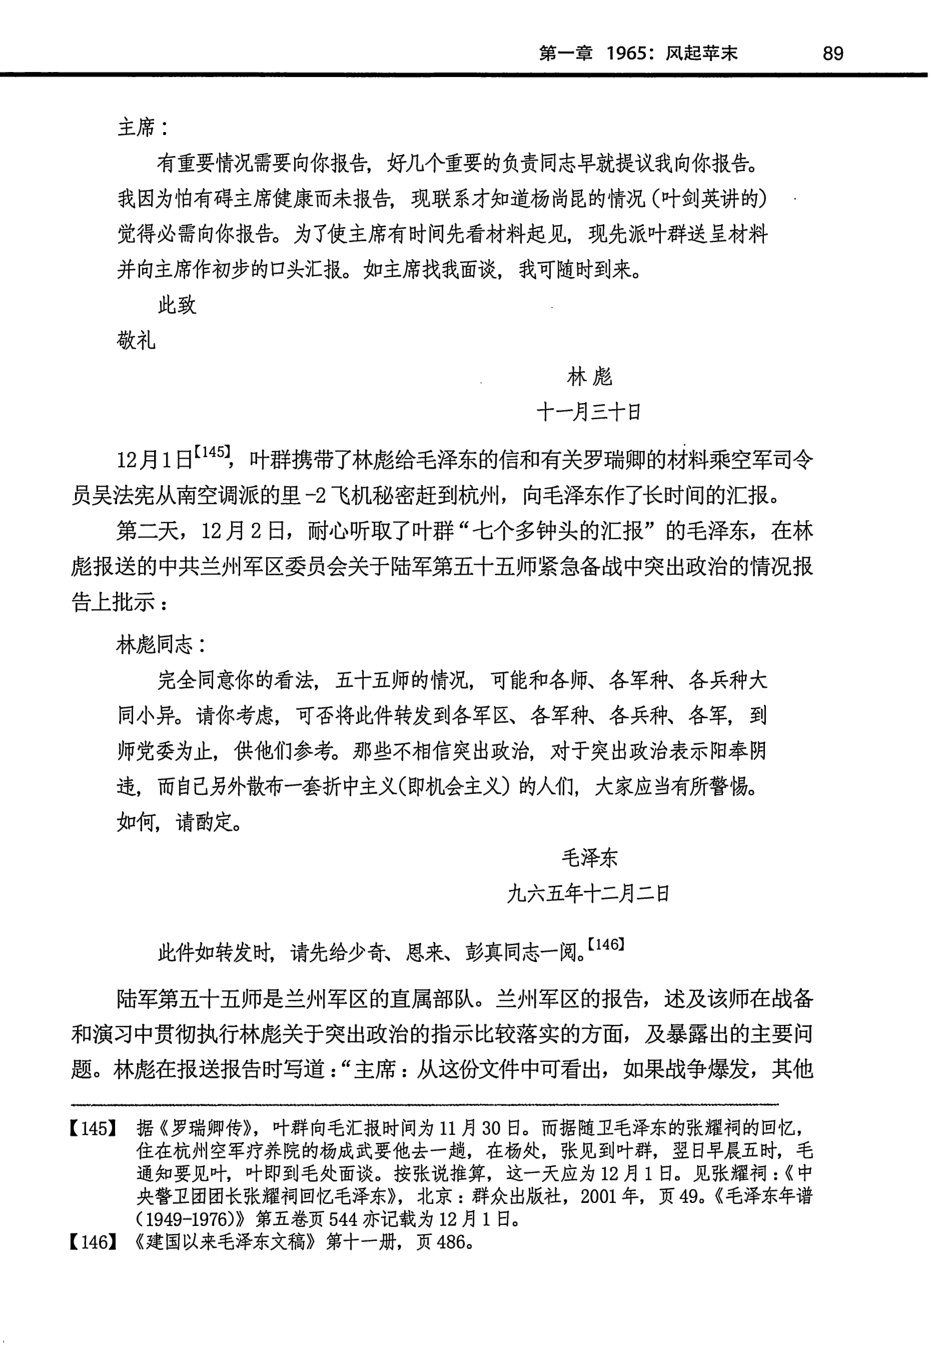 第一章 1965：风起苹末 89
主席：
有重要情况需要向你报告，好几个重要的负责同志早就提议我向你报告。
我因为怕有碍主席健康而未报告，现联系才知道杨尚昆的情况（叶剑英讲的）
觉得必需向你报告。为了使主席有时间先看材料起见，现先派叶群送呈材料
并向主席作初步的口头汇报。如主席找我面谈，我可随时到来。
此致
敬礼
林彪
十一月三十日
12月1日【145】，叶群携带了林彪给毛泽东的信和有关罗瑞卿的材料乘空军司令
员吴法宪从南空调派的里-2飞机秘密赶到杭州，向毛泽东作了长时间的汇报。
第二天，12月2日，耐心听取了叶群“七个多钟头的汇报”的毛泽东，在林
彪报送的中共兰州军区委员会关于陆军第五十五师紧急备战中突出政治的情况报
告上批示：
林彪同志：
完全同意你的看法，五十五师的情况，可能和各师、各军种、各兵种大
同小异。请你考虑，可否将此件转发到各军区、各军种、各兵种、各军，到
师党委为止，供他们参考。那些不相信突出政治，对于突出政治表示阳奉阴
违，而自己另外散布一套折中主义（即机会主义）的人们，大家应当有所警惕。
如何，请酌定。
毛泽东
九六五年十二月二日
此件如转发时，请先给少奇、恩来、彭真同志一阅。【146】
陆军第五十五师是兰州军区的直属部队。兰州军区的报告，述及该师在战备
和演习中贯彻执行林彪关于突出政治的指示比较落实的方面，及暴露出的主要问
题。林彪在报送报告时写道：“主席：从这份文件中可看出，如果战争爆发，其他
【145】 据《罗瑞卿传》，叶群向毛汇报时间为11月30日。而据随卫毛泽东的张耀祠的回忆，
住在杭州空军疗养院的杨成武要他去一趟，在杨处，张见到叶群，翌日早晨五时，毛
通知要见叶，叶即到毛处面谈。按张说推算，这一天应为12月1日。见张耀祠：《中
央警卫团团长张耀祠回忆毛泽东》，北京：群众出版社，2001年，页49。《毛泽东年谱
（1949-1976）》第五卷页544亦记载为12月1日。
【146】 《建国以来毛泽东文稿》第十一册，页486。